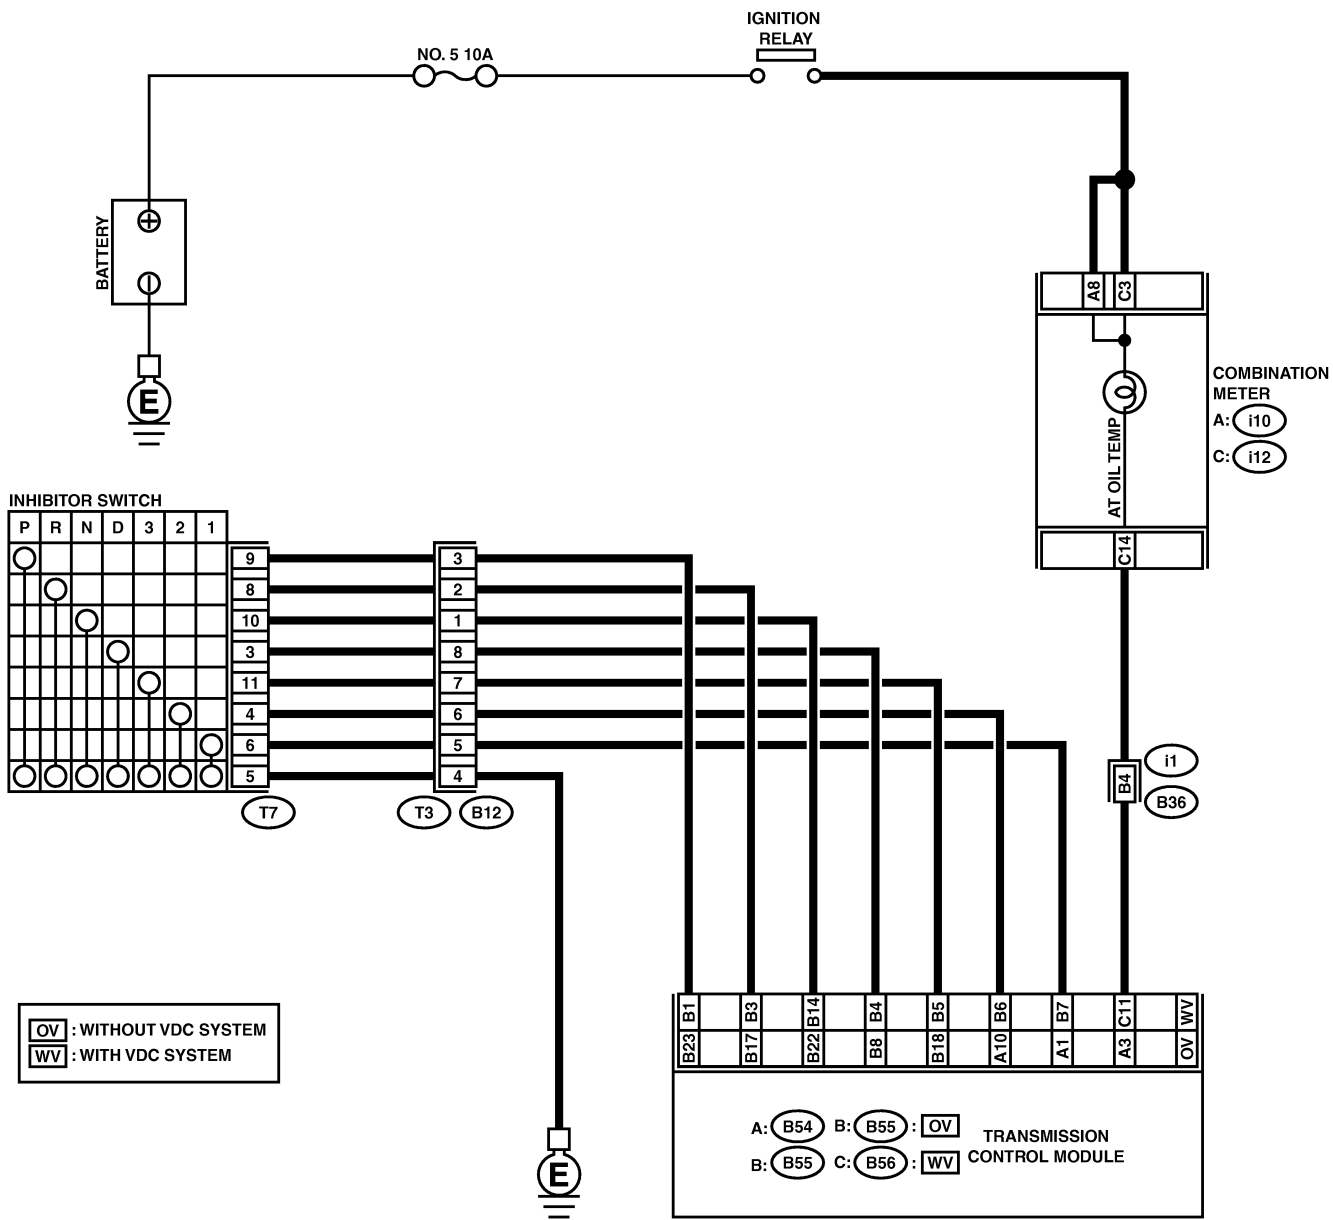 IGNITION
RELAY
NO. 5 10A
BATTERY
E
A8
C3
COMBINATION
METER
A: i10
C: i12
AT OIL TEMP
C14
INHIBITOR SWITCH
P R N D 3 2 1
9 3
8 2
10 1
3 8
11 7
4 6
6 5
5 4
T7 T3 B12
B4
i1
B36
B1 B3 B14 B4 B5 B6 B7 C11 WV
B23 B17 B22 B8 B18 A10 A1 A3 OV
OV : WITHOUT VDC SYSTEM
WV : WITH VDC SYSTEM
E
A: B54 B: B55 : OV
B: B55 C: B56 : WV
TRANSMISSION
CONTROL MODULE